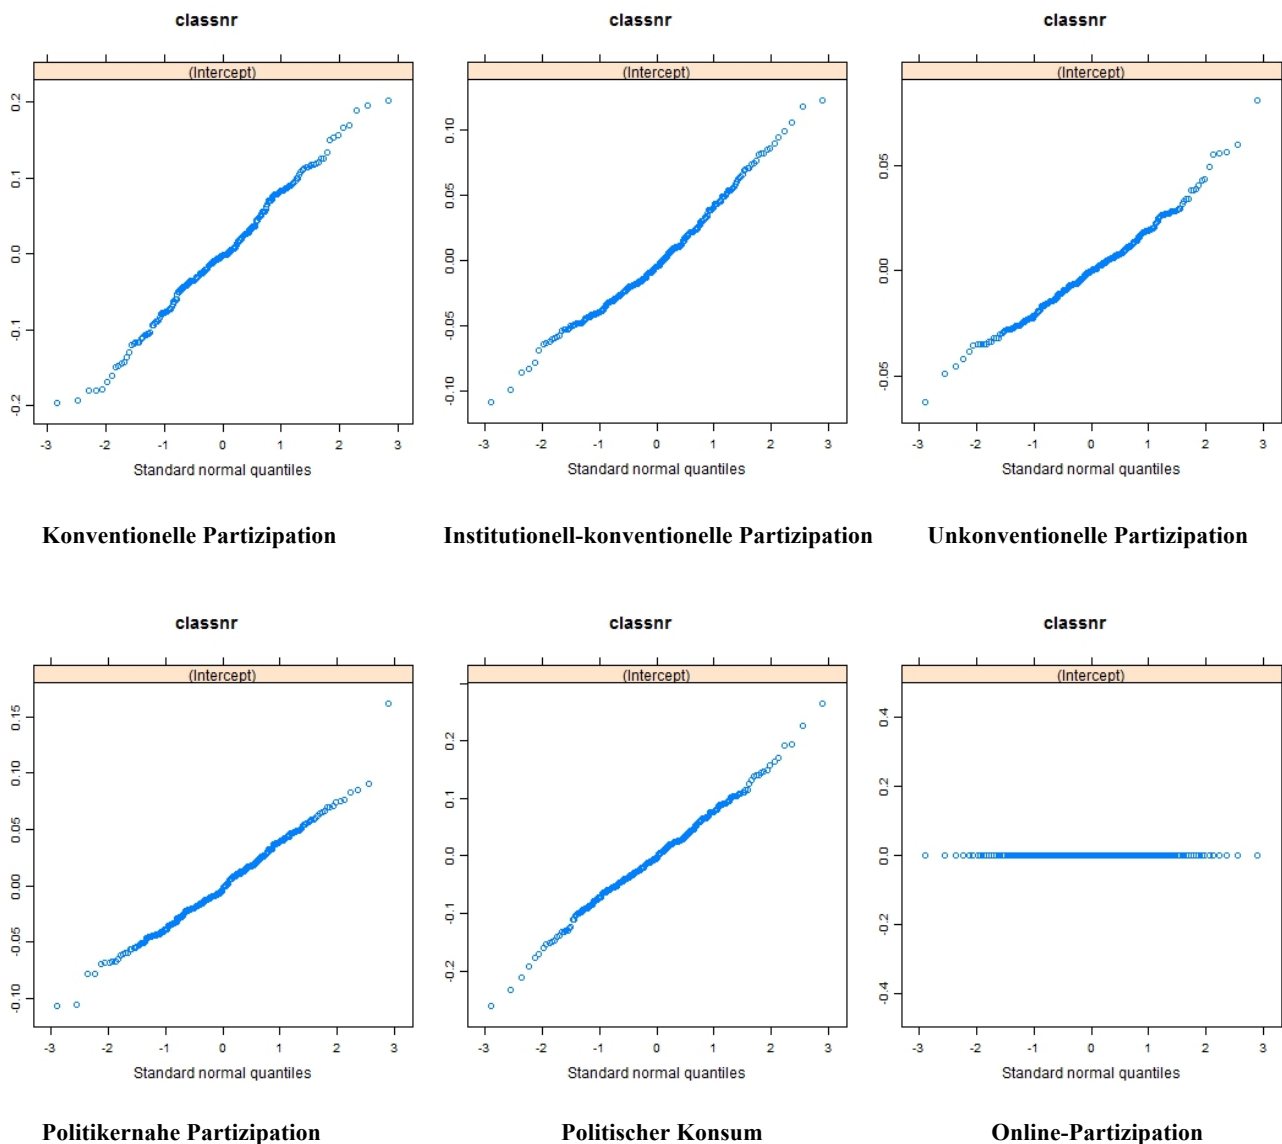 classnr classnr classnr
(Intercept) (Intercept) (Intercept)
0.2 0.1 0.0 -0.1 -0.2
0.10 0.05 0.00 -0.05 -0.10
0.05 0.00 -0.05
-3 -2 -1 0 1 2 3 -3 -2 -1 0 1 2 3 -3 -2 -1 0 1 2 3
Standard normal quantiles Standard normal quantiles Standard normal quantiles
Konventionelle Partizipation Institutionell-konventionelle Partizipation Unkonventionelle Partizipation
classnr classnr classnr
(Intercept) (Intercept) (Intercept)
0.15 0.10 0.05 0.00 -0.05 -0.10
0.2 0.1 0.0 -0.1 -0.2
0.4 0.2 0.0 -0.2 -0.4
-3 -2 -1 0 1 2 3 -3 -2 -1 0 1 2 3 -3 -2 -1 0 1 2 3
Standard normal quantiles Standard normal quantiles Standard normal quantiles
Politikernahe Partizipation Politischer Konsum Online-Partizipation